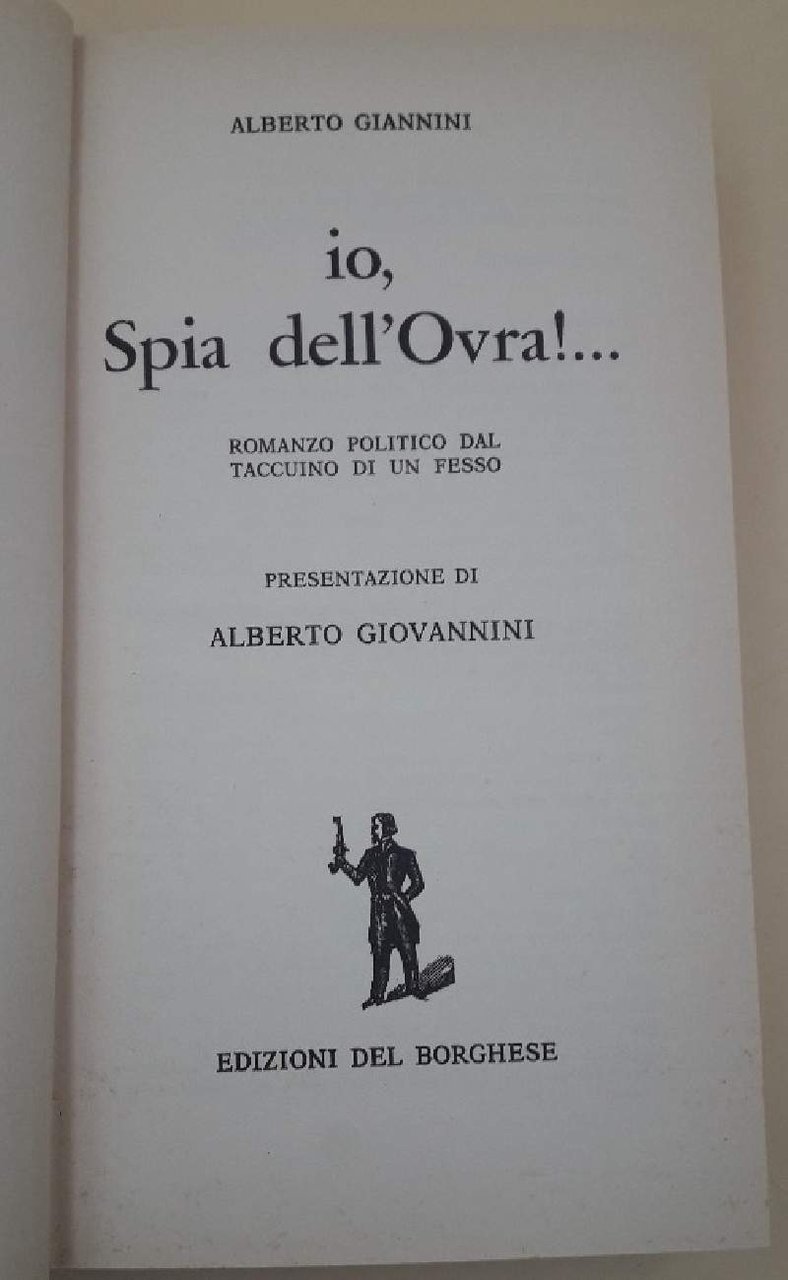 ALBERTO GIANNINI
io,
Spia dell'Ovra!...
ROMANZO POLITICO DAL
TACCUINO DI UN FESSO
PRESENTAZIONE DI
ALBERTO GIOVANNINI
EDIZIONI DEL BORGHESE